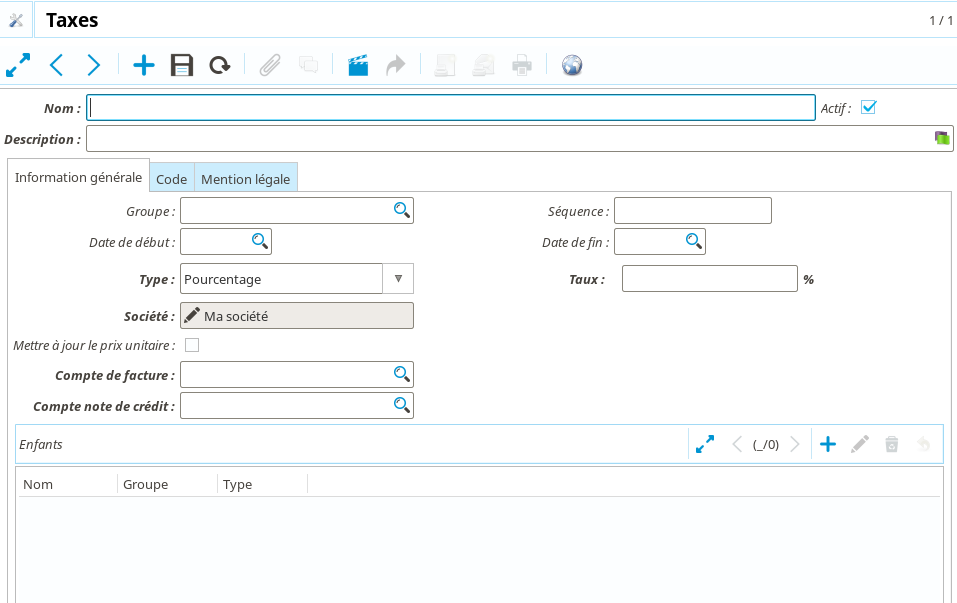 Taxes
1 / 1
Nom :
Actif :
Description :
Information générale Code Mention légale
Groupe : Séquence :
Date de début : Date de fin :
Type : Pourcentage Taux : %
Société : Ma société
Mettre à jour le prix unitaire :
Compte de facture :
Compte note de crédit :
Enfants (_/0)
Nom Groupe Type